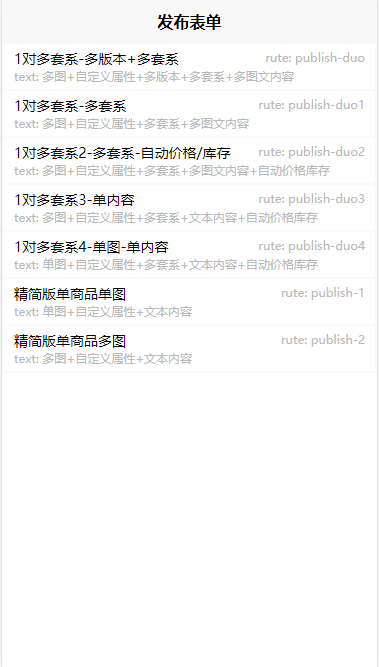 发布表单
1对多套系-多版本+多套系 rute: publish-duo
text: 多图+自定义属性+多版本+多套系+多图文内容
1对多套系-多套系 rute: publish-duo1
text: 多图+自定义属性+多套系+多图文内容
1对多套系2-多套系-自动价格/库存 rute: publish-duo2
text: 多图+自定义属性+多套系+多图文内容+自动价格库存
1对多套系3-单内容 rute: publish-duo3
text: 多图+自定义属性+多套系+文本内容+自动价格库存
1对多套系4-单图-单内容 rute: publish-duo4
text: 单图+自定义属性+多套系+文本内容+自动价格库存
精简版单商品单图 rute: publish-1
text: 单图+自定义属性+文本内容
精简版单商品多图 rute: publish-2
text: 多图+自定义属性+文本内容